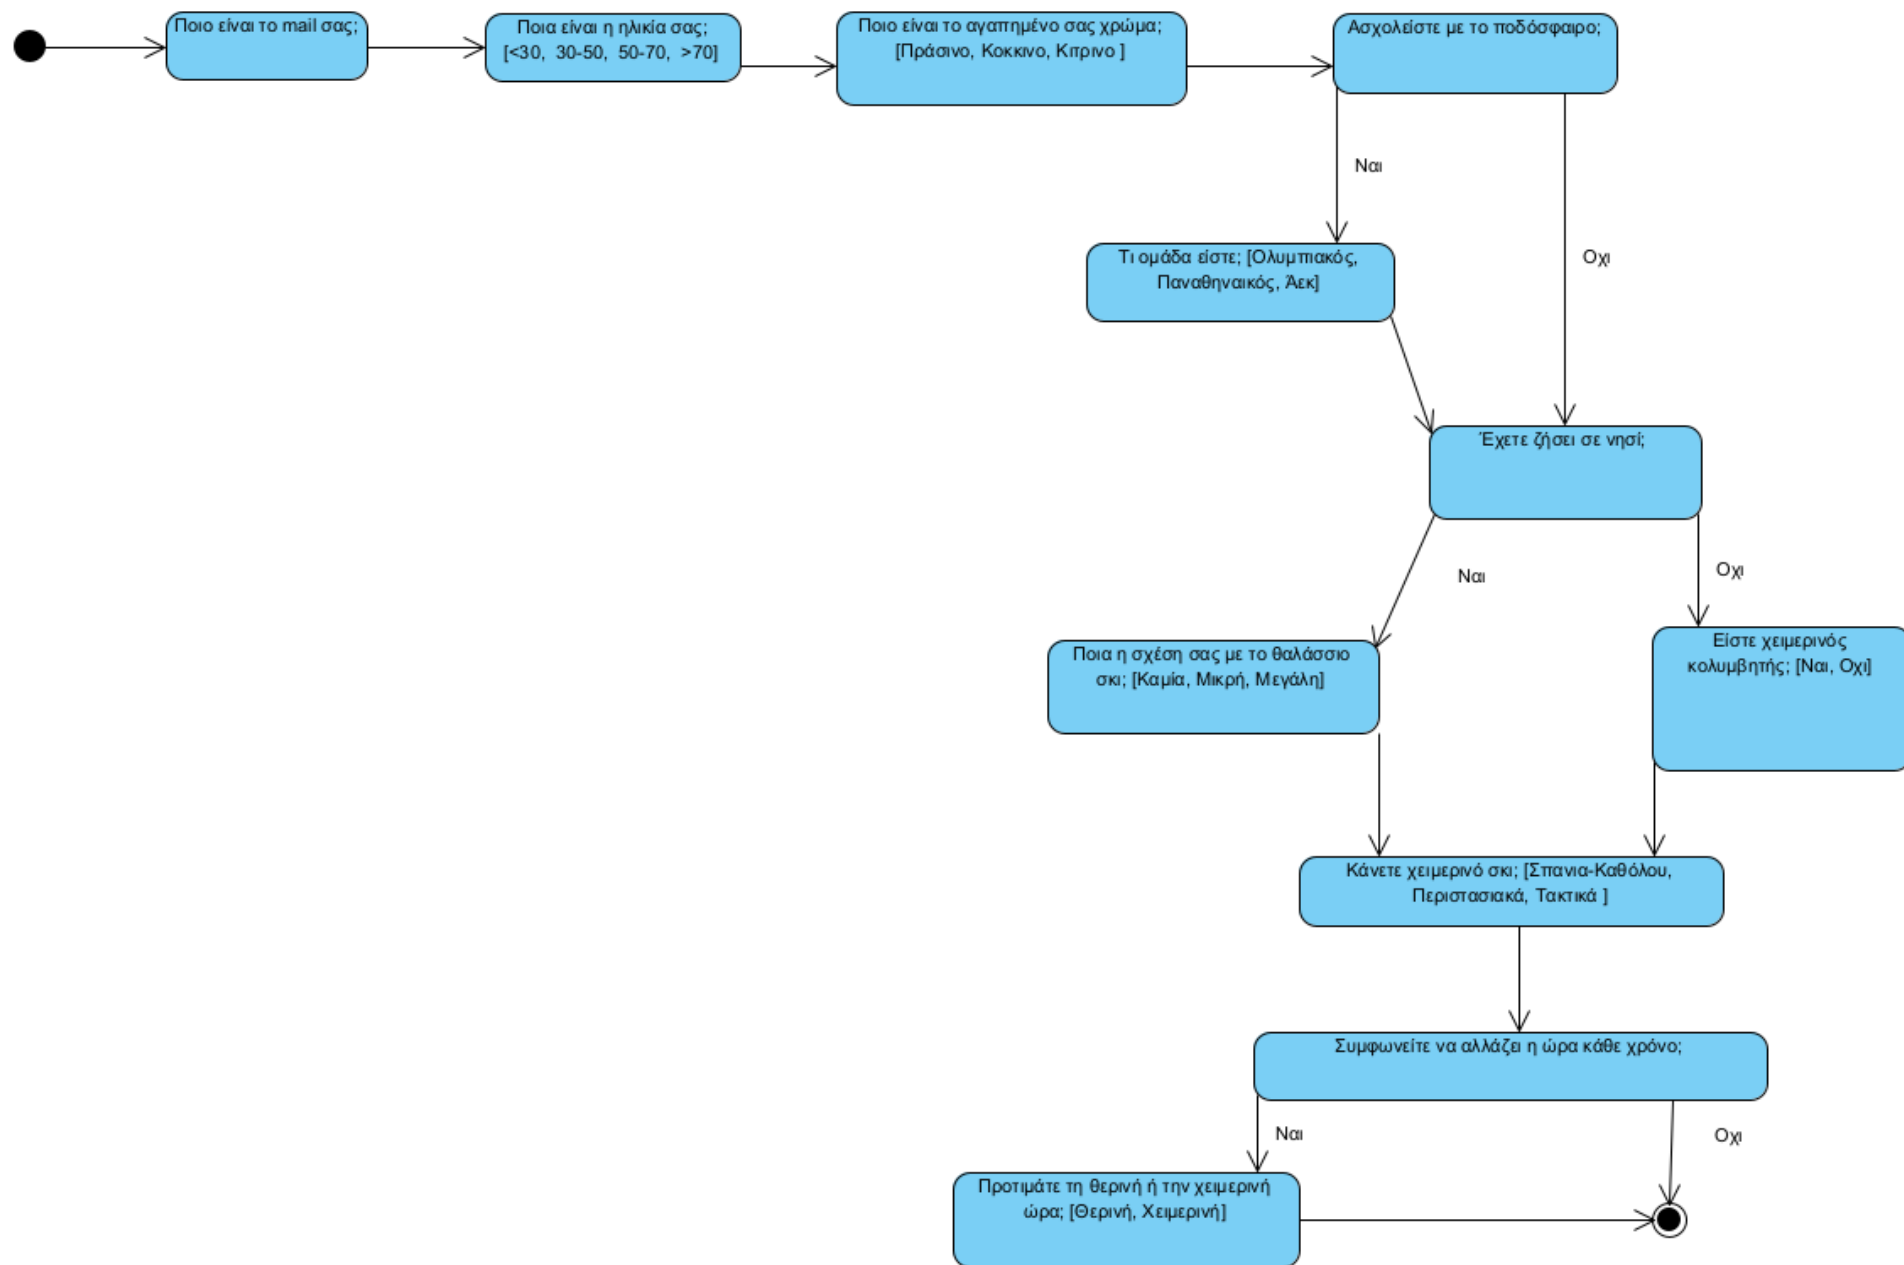 Ποιο είναι το mail σας;
Ποια είναι η ηλικία σας;
[<30, 30-50, 50-70, >70]
Ποιο είναι το αγαπημένο σας χρώμα;
[Πράσινο, Κοκκινο, Κιτρινο ]
Ασχολείστε με το ποδόσφαιρο;
Ναι
Οχι
Τι ομάδα είστε; [Ολυμπιακός,
Παναθηναικός, Άεκ]
Έχετε ζήσει σε νησί;
Ναι
Οχι
Ποια η σχέση σας με το θαλάσσιο
σκι; [Καμία, Μικρή, Μεγάλη]
Είστε χειμερινός
κολυμβητής; [Ναι, Οχι]
Κάνετε χειμερινό σκι; [Σπανια-Καθόλου,
Περιστασιακά, Τακτικά ]
Συμφωνείτε να αλλάζει η ώρα κάθε χρόνο;
Ναι
Οχι
Προτιμάτε τη θερινή ή την χειμερινή
ώρα; [Θερινή, Χειμερινή]